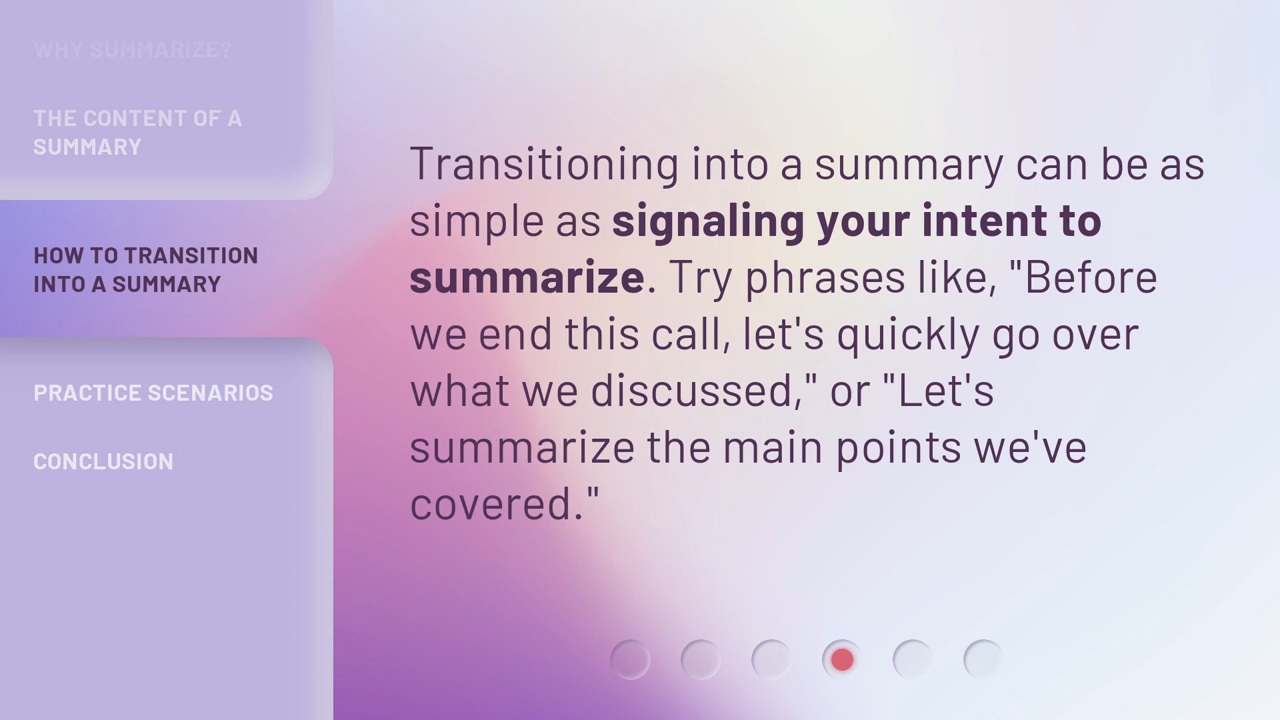 WHY SUMMARIZE?
THE CONTENT OF A
SUMMARY
HOW TO TRANSITION
INTO A SUMMARY
PRACTICE SCENARIOS
CONCLUSION
Transitioning into a summary can be as
simple as signaling your intent to
summarize. Try phrases like, "Before
we end this call, let's quickly go over
what we discussed," or "Let's
summarize the main points we've
covered."